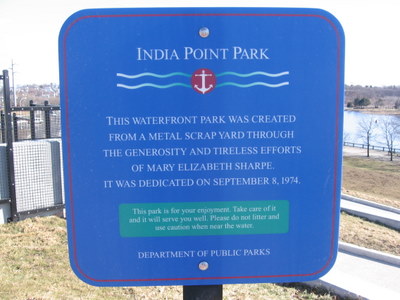 INDIA POINT PARK
THIS WATERFRONT PARK WAS CREATED
FROM A METAL SCRAP YARD THROUGH
THE GENEROSITY AND TIRELESS EFFORTS
OF MARY ELIZABETH SHARPE.
IT WAS DEDICATED ON SEPTEMBER 8, 1974.
This park is for your enjoyment. Take care of it
and it will serve you well. Please do not litter and
use caution when near the water.
DEPARTMENT OF PUBLIC PARKS